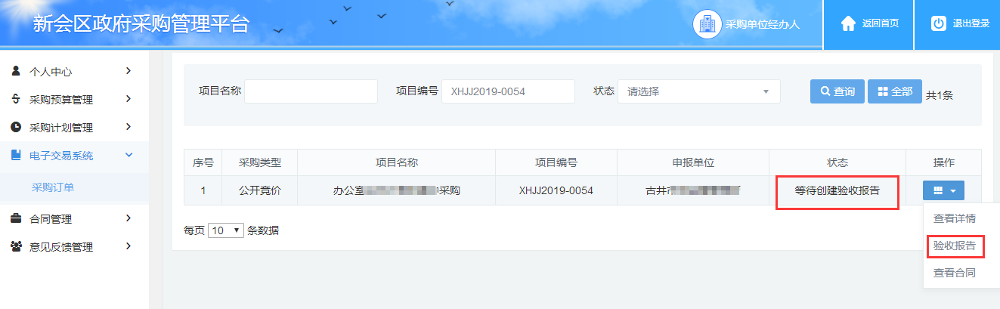 新会区政府采购管理平台
采购单位经办人
返回首页
退出登录
个人中心
采购预算管理
采购计划管理
电子交易系统
采购订单
合同管理
意见反馈管理
项目名称 项目编号 XHJJ2019-0054 状态 请选择 查询 全部 共1条
序号 采购类型 项目名称 项目编号 申报单位 状态 操作
1 公开竞价 办公室 采购 XHJJ2019-0054 古井 等待创建验收报告
查看详情
验收报告
查看合同
每页 10 条数据